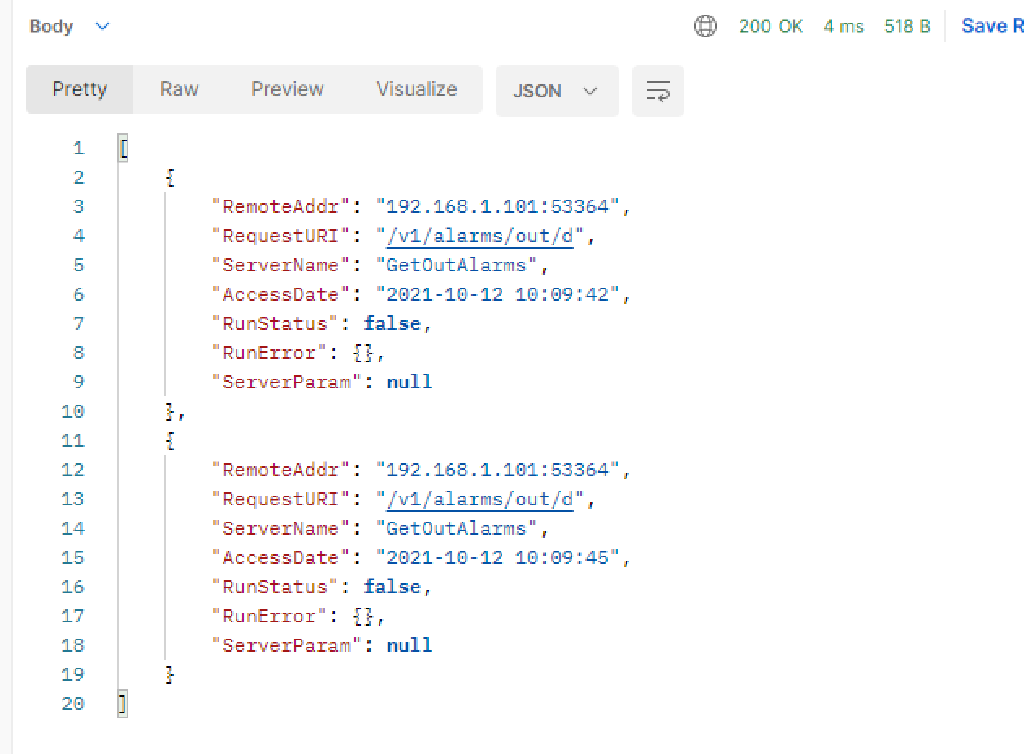 Body 200 OK 4 ms 518 B Save R
Pretty Raw Preview Visualize JSON
1 [
2 {
3 "RemoteAddr": "192.168.1.101:53364",
4 "RequestURI": "/v1/alarms/out/d",
5 "ServerName": "GetOutAlarms",
6 "AccessDate": "2021-10-12 10:09:42",
7 "RunStatus": false,
8 "RunError": {},
9 "ServerParam": null
10 },
11 {
12 "RemoteAddr": "192.168.1.101:53364",
13 "RequestURI": "/v1/alarms/out/d",
14 "ServerName": "GetOutAlarms",
15 "AccessDate": "2021-10-12 10:09:45",
16 "RunStatus": false,
17 "RunError": {},
18 "ServerParam": null
19 }
20 ]